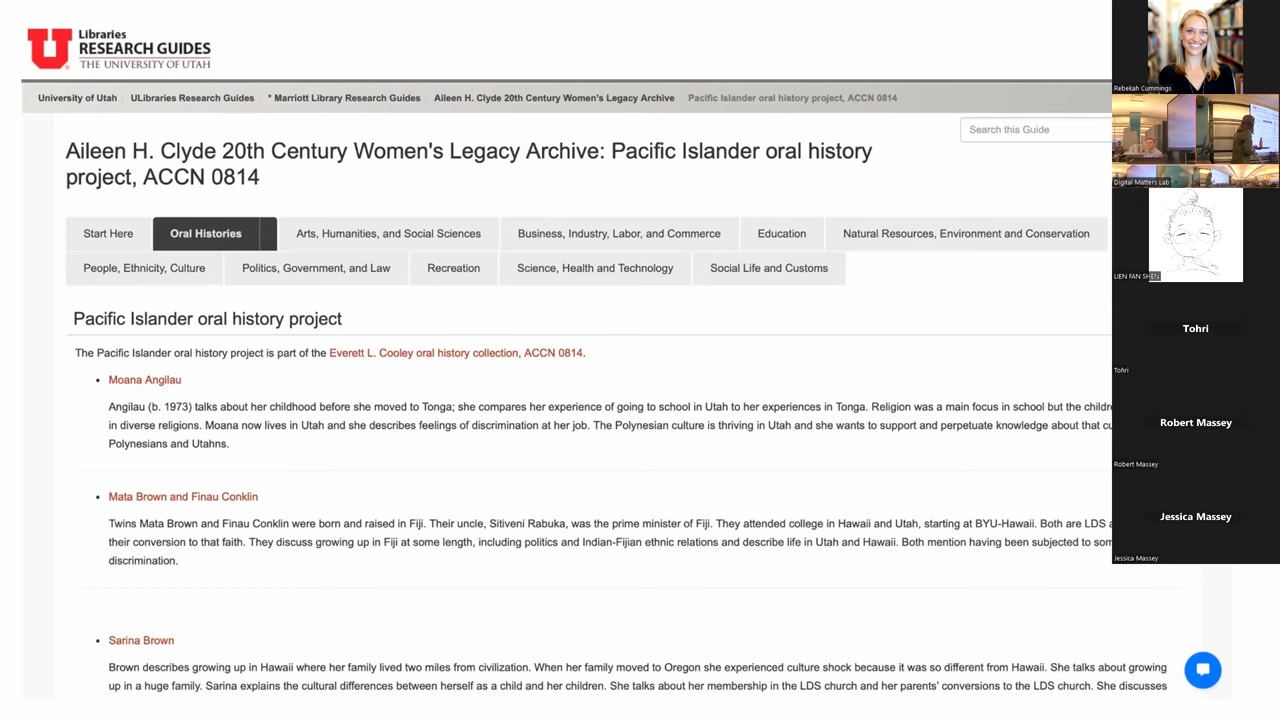 Libraries
RESEARCH GUIDES
THE UNIVERSITY OF UTAH
University of Utah / ULibraries Research Guides / * Marriott Library Research Guides / Aileen H. Clyde 20th Century Women's Legacy Archive / Pacific Islander oral history project, ACCN 0814
Search this Guide
Aileen H. Clyde 20th Century Women's Legacy Archive: Pacific Islander oral history
project, ACCN 0814
Start Here
Oral Histories
Arts, Humanities, and Social Sciences
Business, Industry, Labor, and Commerce
Education
Natural Resources, Environment and Conservation
People, Ethnicity, Culture
Politics, Government, and Law
Recreation
Science, Health and Technology
Social Life and Customs
Pacific Islander oral history project
The Pacific Islander oral history project is part of the Everett L. Cooley oral history collection, ACCN 0814.
• Moana Angilau
Angilau (b. 1973) talks about her childhood before she moved to Tonga; she compares her experience of going to school in Utah to her experiences in Tonga. Religion was a main focus in school but the
in diverse religions. Moana now lives in Utah and she describes feelings of discrimination at her job. The Polynesian culture is thriving in Utah and she wants to support and perpetuate knowledge about that
Polynesians and Utahns.
• Mata Brown and Finau Conklin
Twins Mata Brown and Finau Conklin were born and raised in Fiji. Their uncle, Sitiveni Rabuka, was the prime minister of Fiji. They attended college in Hawaii and Utah, starting at BYU-Hawaii. Both are LDS
their conversion to that faith. They discuss growing up in Fiji at some length, including politics and Indian-Fijian ethnic relations and describe life in Utah and Hawaii. Both mention having been subjected to
discrimination.
• Sarina Brown
Brown describes growing up in Hawaii where her family lived two miles from civilization. When her family moved to Oregon she experienced culture shock because it was so different from Hawaii. She talks about growing
up in a huge family. Sarina explains the cultural differences between herself as a child and her children. She talks about her membership in the LDS church and her parents' conversions to the LDS church. She discusses
Rebekah Cummings
Digital Matters Lab
LIEN FAN SHEN
Tohri
Tohri
Robert Massey
Robert Massey
Jessica Massey
Jessica Massey